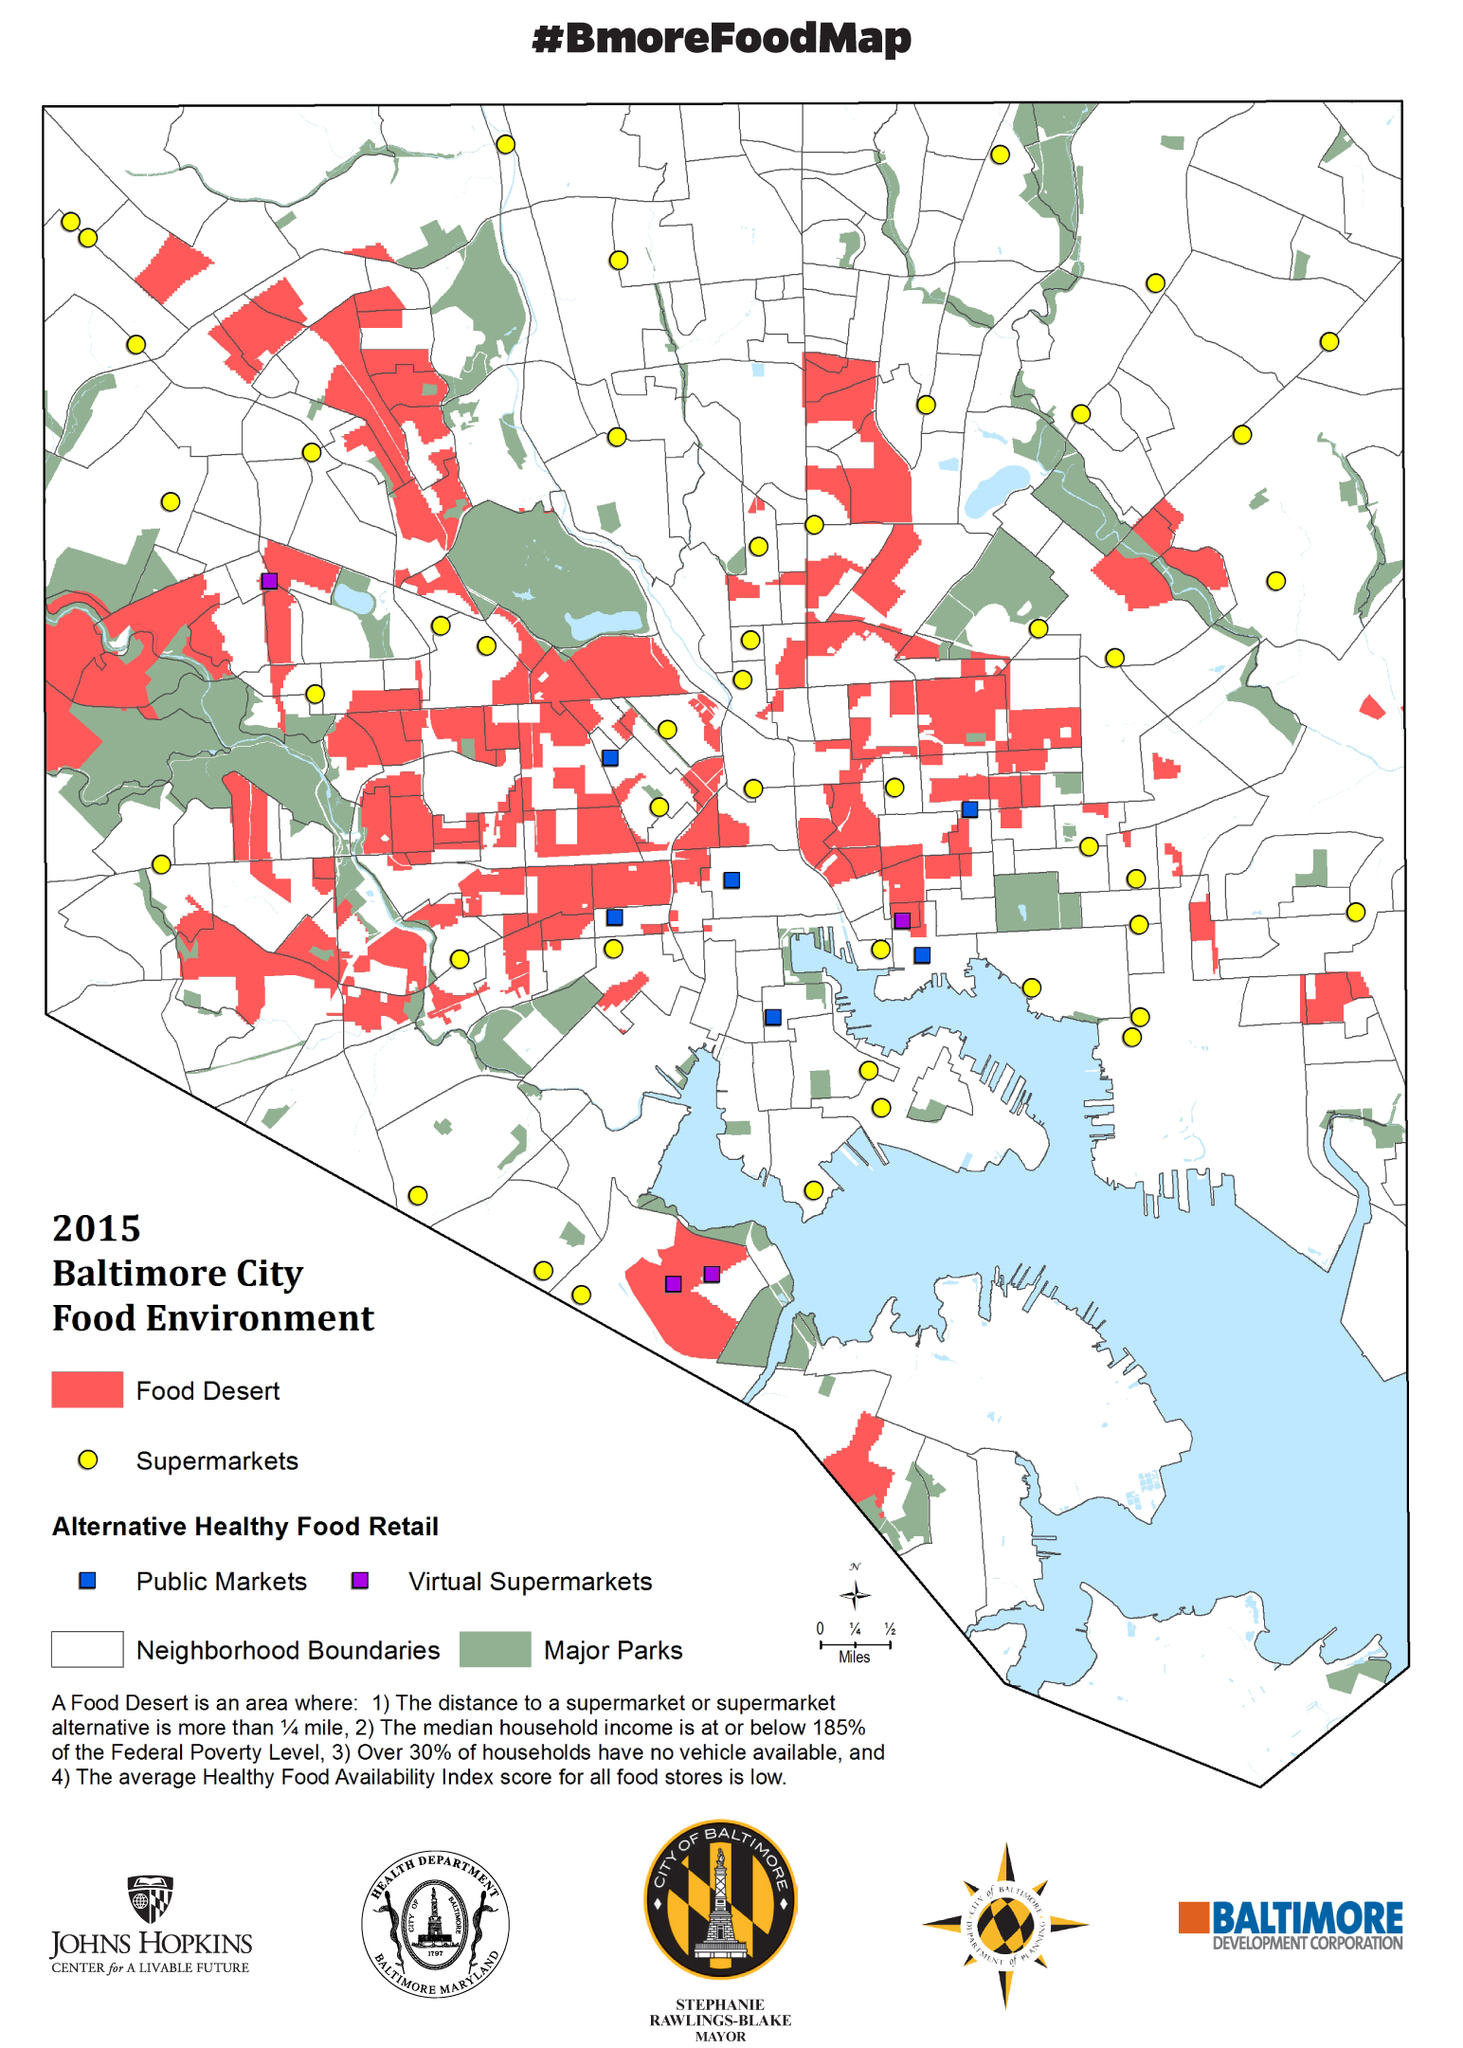 #BmoreFoodMap
2015
Baltimore City
Food Environment
Food Desert
Supermarkets
Alternative Healthy Food Retail
Public Markets
Virtual Supermarkets
Neighborhood Boundaries
Major Parks
N
0 ¼ ½
Miles
A Food Desert is an area where: 1) The distance to a supermarket or supermarket
alternative is more than ¼ mile, 2) The median household income is at or below 185%
of the Federal Poverty Level, 3) Over 30% of households have no vehicle available, and
4) The average Healthy Food Availability Index score for all food stores is low.
JOHNS HOPKINS
CENTER for A LIVABLE FUTURE
HEALTH DEPARTMENT
CITY OF BALTIMORE
1797
BALTIMORE MARYLAND
CITY OF BALTIMORE
STEPHANIE
RAWLINGS-BLAKE
MAYOR
CITY of BALTIMORE
DEPARTMENT of PLANNING
BALTIMORE
DEVELOPMENT CORPORATION